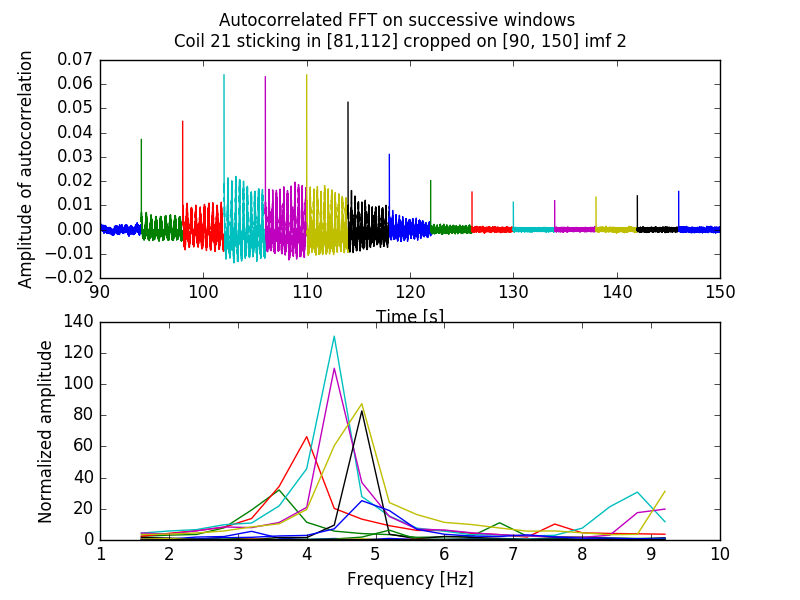 Autocorrelated FFT on successive windows
Coil 21 sticking in [81,112] cropped on [90, 150] imf 2
Amplitude of autocorrelation
0.07
0.06
0.05
0.04
0.03
0.02
0.01
0.00
−0.01
−0.02
90 100 110 120 130 140 150
Time [s]
Normalized amplitude
140
120
100
80
60
40
20
0
1 2 3 4 5 6 7 8 9 10
Frequency [Hz]